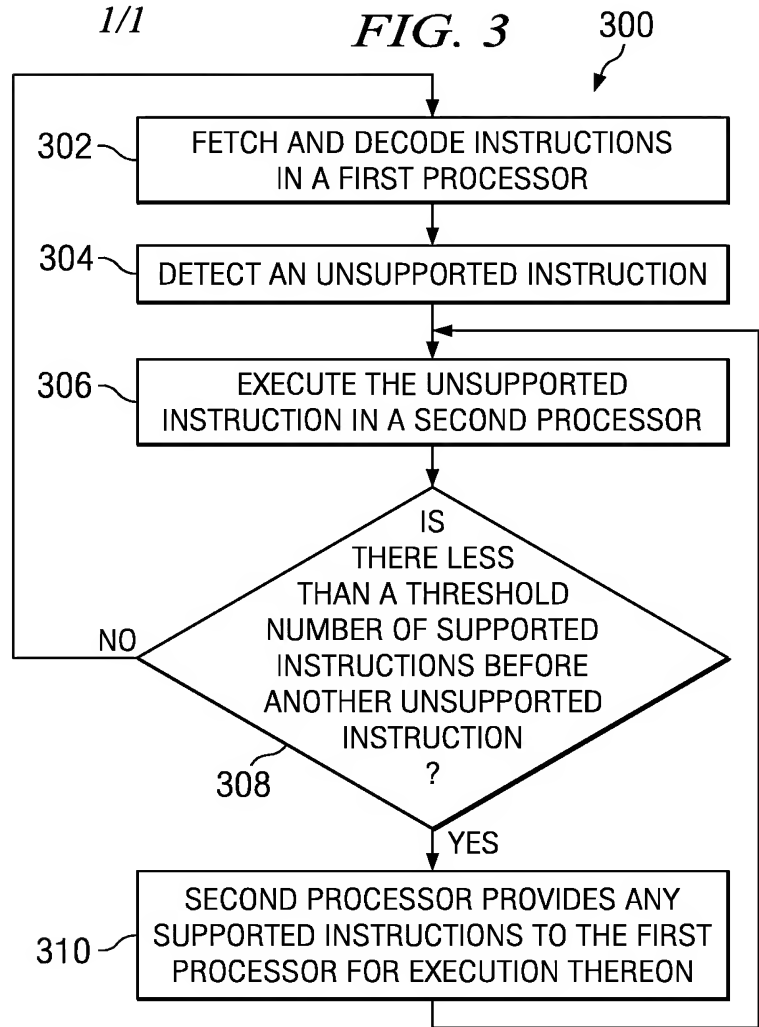 1/1
FIG. 3
300
302
FETCH AND DECODE INSTRUCTIONS
IN A FIRST PROCESSOR
304
DETECT AN UNSUPPORTED INSTRUCTION
306
EXECUTE THE UNSUPPORTED
INSTRUCTION IN A SECOND PROCESSOR
IS
THERE LESS
THAN A THRESHOLD
NUMBER OF SUPPORTED
INSTRUCTIONS BEFORE
ANOTHER UNSUPPORTED
INSTRUCTION
?
NO
308
YES
310
SECOND PROCESSOR PROVIDES ANY
SUPPORTED INSTRUCTIONS TO THE FIRST
PROCESSOR FOR EXECUTION THEREON